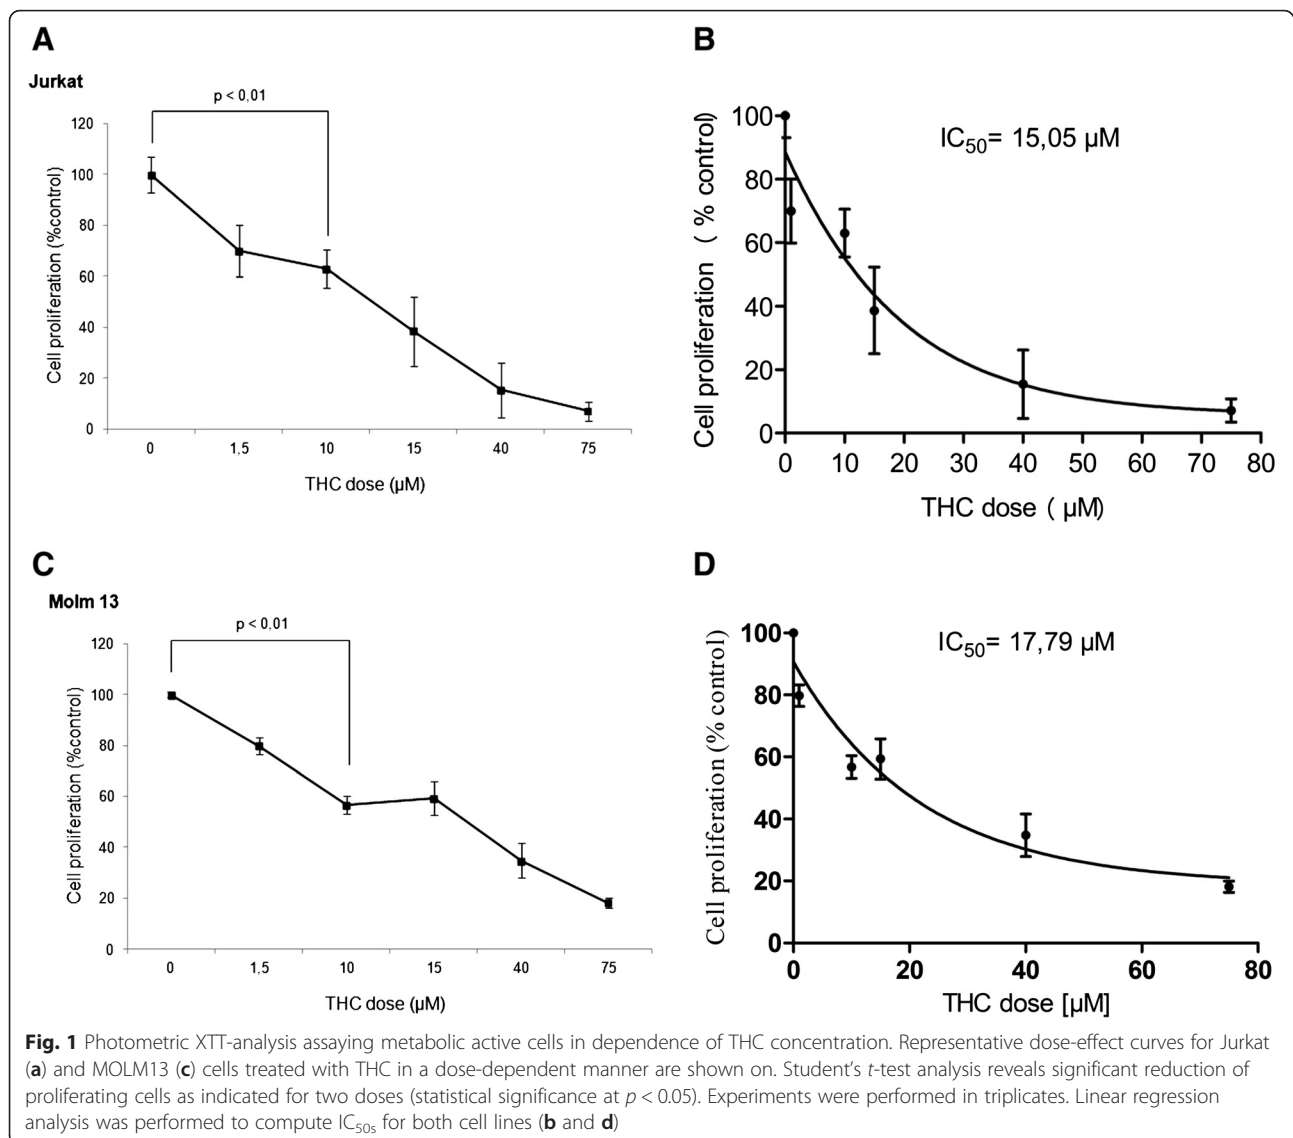 A
Jurkat
p < 0,01
120
100
80
60
40
20
0
Cell proliferation (%control)
0 1,5 10 15 40 75
THC dose (µM)
B
IC50= 15,05 µM
100
80
60
40
20
0
Cell proliferation ( % control)
0 10 20 30 40 50 60 70 80
THC dose ( µM)
C
Molm 13
p < 0,01
120
100
80
60
40
20
0
Cell proliferation (%control)
0 1,5 10 15 40 75
THC dose (µM)
D
IC50= 17,79 µM
100
80
60
40
20
0
Cell proliferation (% control)
0 20 40 60 80
THC dose [µM]
Fig. 1 Photometric XTT-analysis assaying metabolic active cells in dependence of THC concentration. Representative dose-effect curves for Jurkat
(a) and MOLM13 (c) cells treated with THC in a dose-dependent manner are shown on. Student's t-test analysis reveals significant reduction of
proliferating cells as indicated for two doses (statistical significance at p < 0.05). Experiments were performed in triplicates. Linear regression
analysis was performed to compute IC50s for both cell lines (b and d)